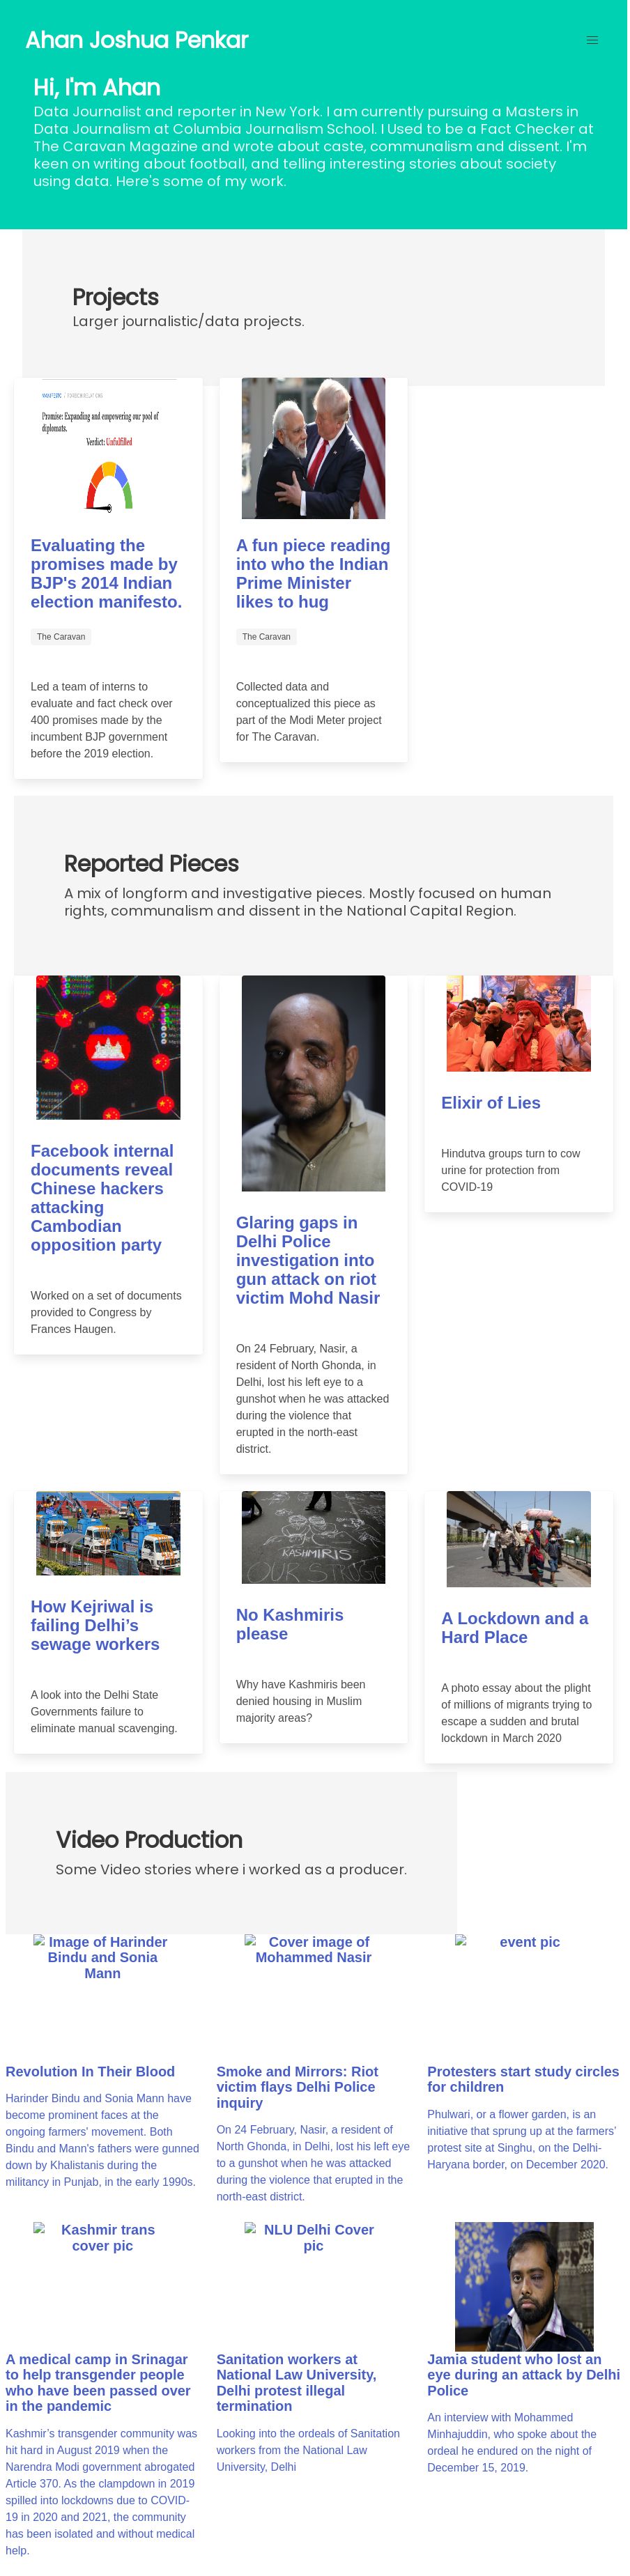 Ahan Joshua Penkar
Hi, I'm Ahan
Data Journalist and reporter in New York. I am currently pursuing a Masters in
Data Journalism at Columbia Journalism School. I Used to be a Fact Checker at
The Caravan Magazine and wrote about caste, communalism and dissent. I'm
keen on writing about football, and telling interesting stories about society
using data. Here's some of my work.
Projects
Larger journalistic/data projects.
Promise: Expanding and empowering our pool of
diplomats.
Verdict: Unfulfilled
Evaluating the
promises made by
BJP's 2014 Indian
election manifesto.
The Caravan
Led a team of interns to
evaluate and fact check over
400 promises made by the
incumbent BJP government
before the 2019 election.
A fun piece reading
into who the Indian
Prime Minister
likes to hug
The Caravan
Collected data and
conceptualized this piece as
part of the Modi Meter project
for The Caravan.
Reported Pieces
A mix of longform and investigative pieces. Mostly focused on human
rights, communalism and dissent in the National Capital Region.
Facebook internal
documents reveal
Chinese hackers
attacking
Cambodian
opposition party
Worked on a set of documents
provided to Congress by
Frances Haugen.
Glaring gaps in
Delhi Police
investigation into
gun attack on riot
victim Mohd Nasir
On 24 February, Nasir, a
resident of North Ghonda, in
Delhi, lost his left eye to a
gunshot when he was attacked
during the violence that
erupted in the north-east
district.
Elixir of Lies
Hindutva groups turn to cow
urine for protection from
COVID-19
How Kejriwal is
failing Delhi’s
sewage workers
A look into the Delhi State
Governments failure to
eliminate manual scavenging.
KASHMIRIS
OUR STRUG
No Kashmiris
please
Why have Kashmiris been
denied housing in Muslim
majority areas?
A Lockdown and a
Hard Place
A photo essay about the plight
of millions of migrants trying to
escape a sudden and brutal
lockdown in March 2020
Video Production
Some Video stories where i worked as a producer.
Image of Harinder
Bindu and Sonia
Mann
Revolution In Their Blood
Harinder Bindu and Sonia Mann have
become prominent faces at the
ongoing farmers' movement. Both
Bindu and Mann's fathers were gunned
down by Khalistanis during the
militancy in Punjab, in the early 1990s.
Cover image of
Mohammed Nasir
Smoke and Mirrors: Riot
victim flays Delhi Police
inquiry
On 24 February, Nasir, a resident of
North Ghonda, in Delhi, lost his left eye
to a gunshot when he was attacked
during the violence that erupted in the
north-east district.
event pic
Protesters start study circles
for children
Phulwari, or a flower garden, is an
initiative that sprung up at the farmers’
protest site at Singhu, on the Delhi-
Haryana border, on December 2020.
Kashmir trans
cover pic
A medical camp in Srinagar
to help transgender people
who have been passed over
in the pandemic
Kashmir’s transgender community was
hit hard in August 2019 when the
Narendra Modi government abrogated
Article 370. As the clampdown in 2019
spilled into lockdowns due to COVID-
19 in 2020 and 2021, the community
has been isolated and without medical
help.
NLU Delhi Cover
pic
Sanitation workers at
National Law University,
Delhi protest illegal
termination
Looking into the ordeals of Sanitation
workers from the National Law
University, Delhi
Jamia student who lost an
eye during an attack by Delhi
Police
An interview with Mohammed
Minhajuddin, who spoke about the
ordeal he endured on the night of
December 15, 2019.